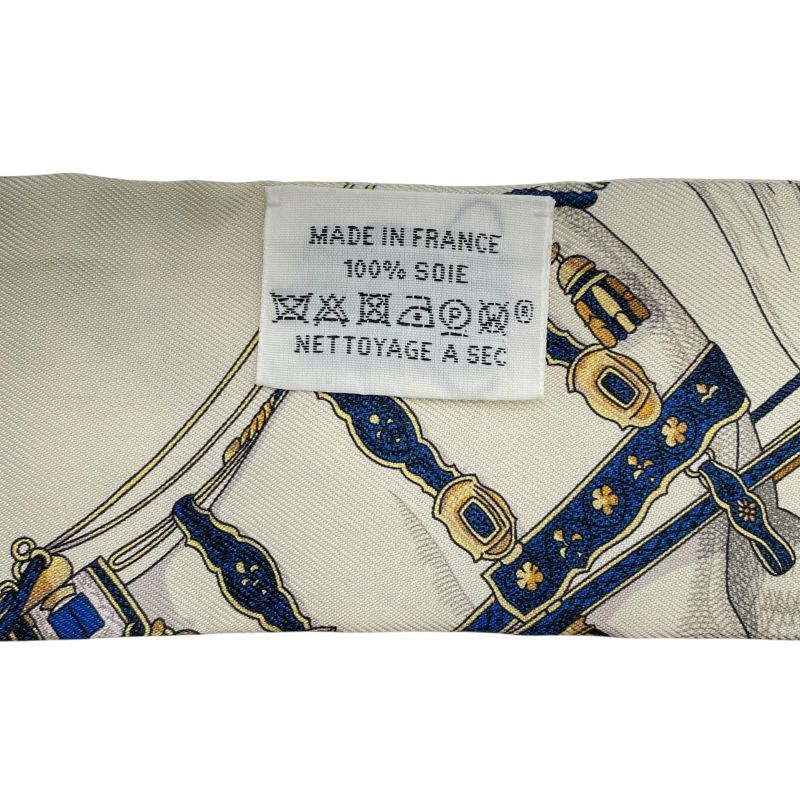 MADE IN FRANCE
100% SOIE
P W ®
NETTOYAGE A SEC